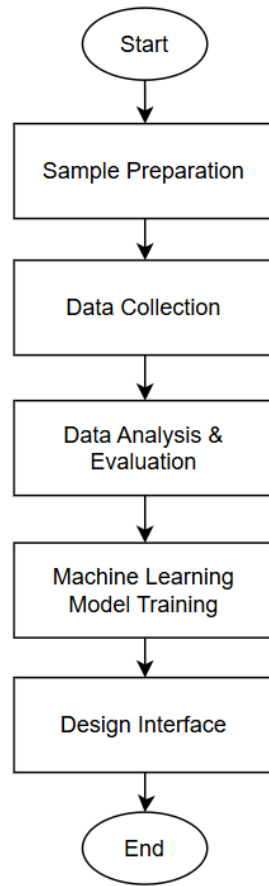 Start
Sample Preparation
Data Collection
Data Analysis &
Evaluation
Machine Learning
Model Training
Design Interface
End